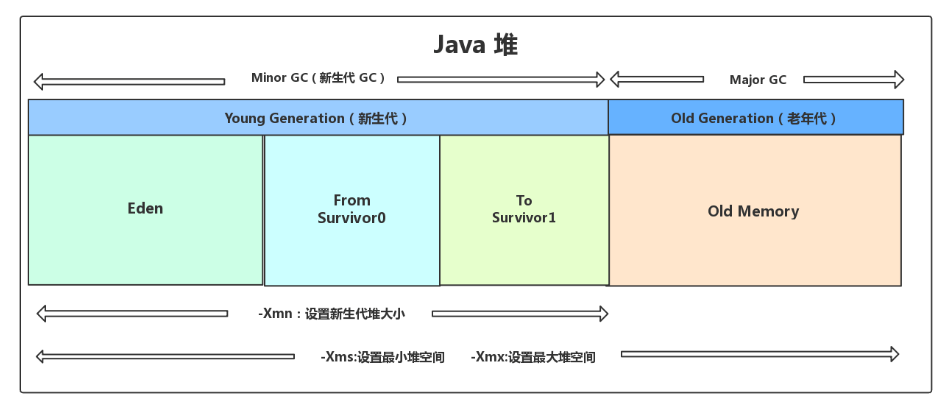 Java 堆
Minor GC（新生代 GC）
Major GC
Young Generation（新生代）
Old Generation（老年代）
Eden
From
Survivor0
To
Survivor1
Old Memory
-Xmn：设置新生代堆大小
-Xms:设置最小堆空间
-Xmx:设置最大堆空间